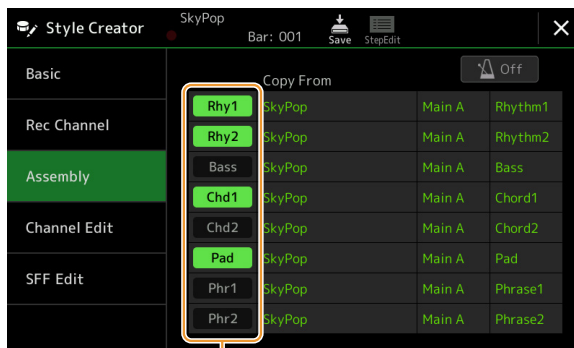 Style Creator
SkyPop
Bar: 001
Save
StepEdit
Basic
Rec Channel
Assembly
Channel Edit
SFF Edit
Copy From
Off
Rhy1 SkyPop Main A Rhythm1
Rhy2 SkyPop Main A Rhythm2
Bass SkyPop Main A Bass
Chd1 SkyPop Main A Chord1
Chd2 SkyPop Main A Chord2
Pad SkyPop Main A Pad
Phr1 SkyPop Main A Phrase1
Phr2 SkyPop Main A Phrase2